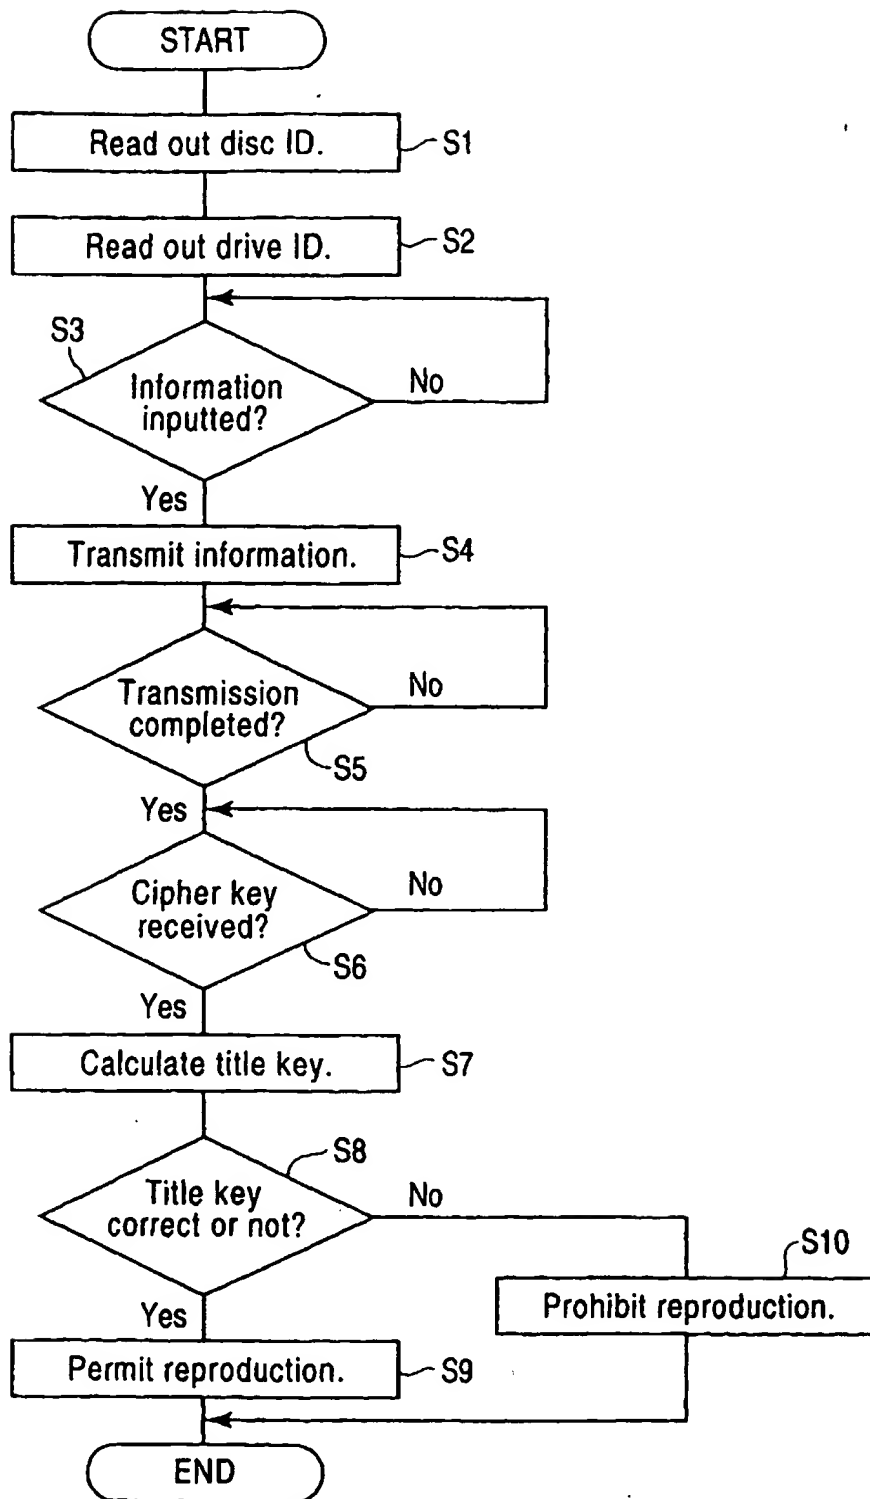 START
Read out disc ID.
S1
Read out drive ID.
S2
S3
Information
inputted?
No
Yes
Transmit information.
S4
Transmission
completed?
No
S5
Yes
Cipher key
received?
No
S6
Yes
Calculate title key.
S7
S8
Title key
correct or not?
No
S10
Prohibit reproduction.
Yes
Permit reproduction.
S9
END